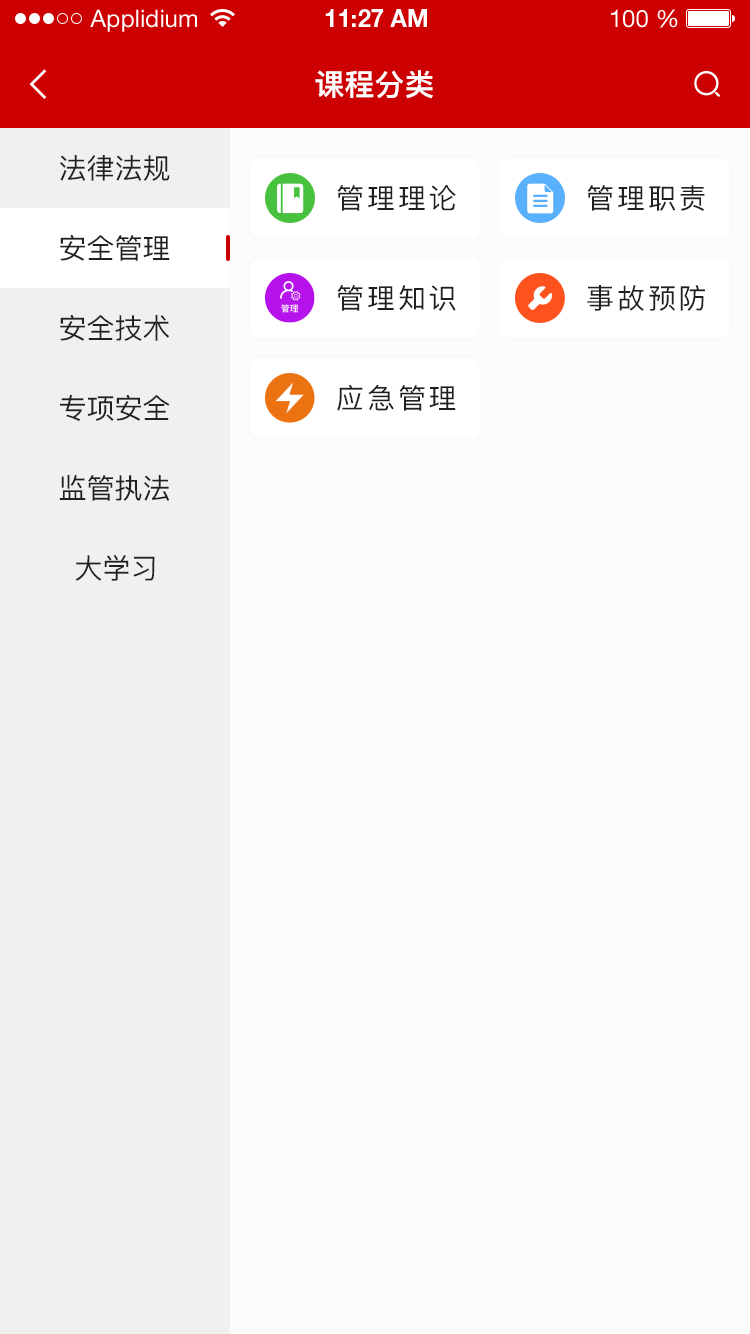 Applidium
11:27 AM
100 %
课程分类
法律法规
安全管理
安全技术
专项安全
监管执法
大学习
管理理论
管理职责
管理知识
管理
事故预防
应急管理